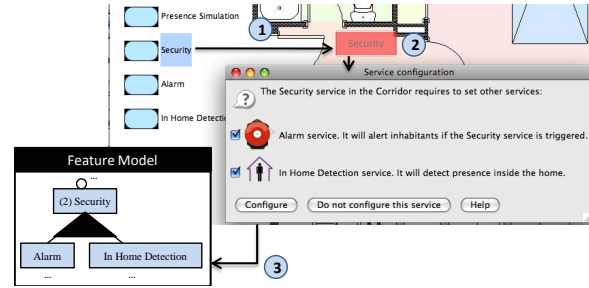 Presence Simulation
1
Security
Security
2
Service configuration
?
The Security service in the Corridor requires to set other services:
Alarm
Alarm service. It will alert inhabitants if the Security service is triggered.
In Home Detectio
In Home Detection service. It will detect presence inside the home.
Configure
Do not configure this service
Help
Feature Model
...
(2) Security
Alarm
In Home Detection
...
...
3